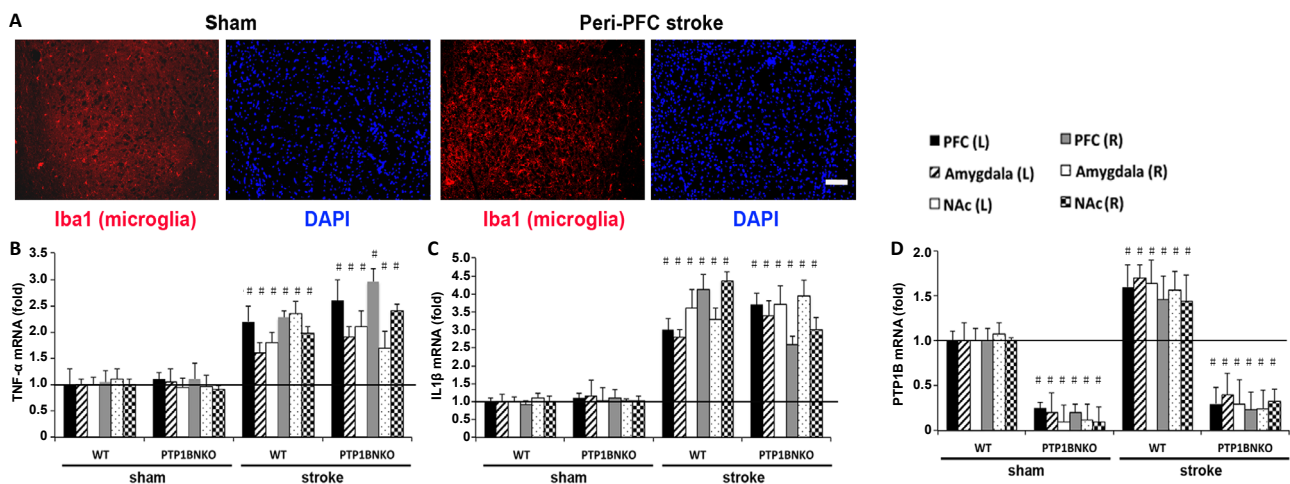 A
Sham
Peri-PFC stroke
Iba1 (microglia)
DAPI
Iba1 (microglia)
DAPI
PFC (L)
PFC (R)
Amygdala (L)
Amygdala (R)
NAc (L)
NAc (R)
B
TNF-α mRNA (fold)
3.5
3.0
2.5
2.0
1.5
1.0
0.5
0
# # # # # #
# # # # # #
WT
PTP1BNKO
WT
PTP1BNKO
sham
stroke
C
IL1β mRNA (fold)
5.0
4.5
4.0
3.5
3.0
2.5
2.0
1.5
1.0
0.5
0
# # # # # #
# # # # # #
WT
PTP1BNKO
WT
PTP1BNKO
sham
stroke
D
PTP1B mRNA (fold)
2.0
1.5
1.0
0.5
0
# # # # # #
# # # # # #
# # # # # #
WT
PTP1BNKO
WT
PTP1BNKO
sham
stroke